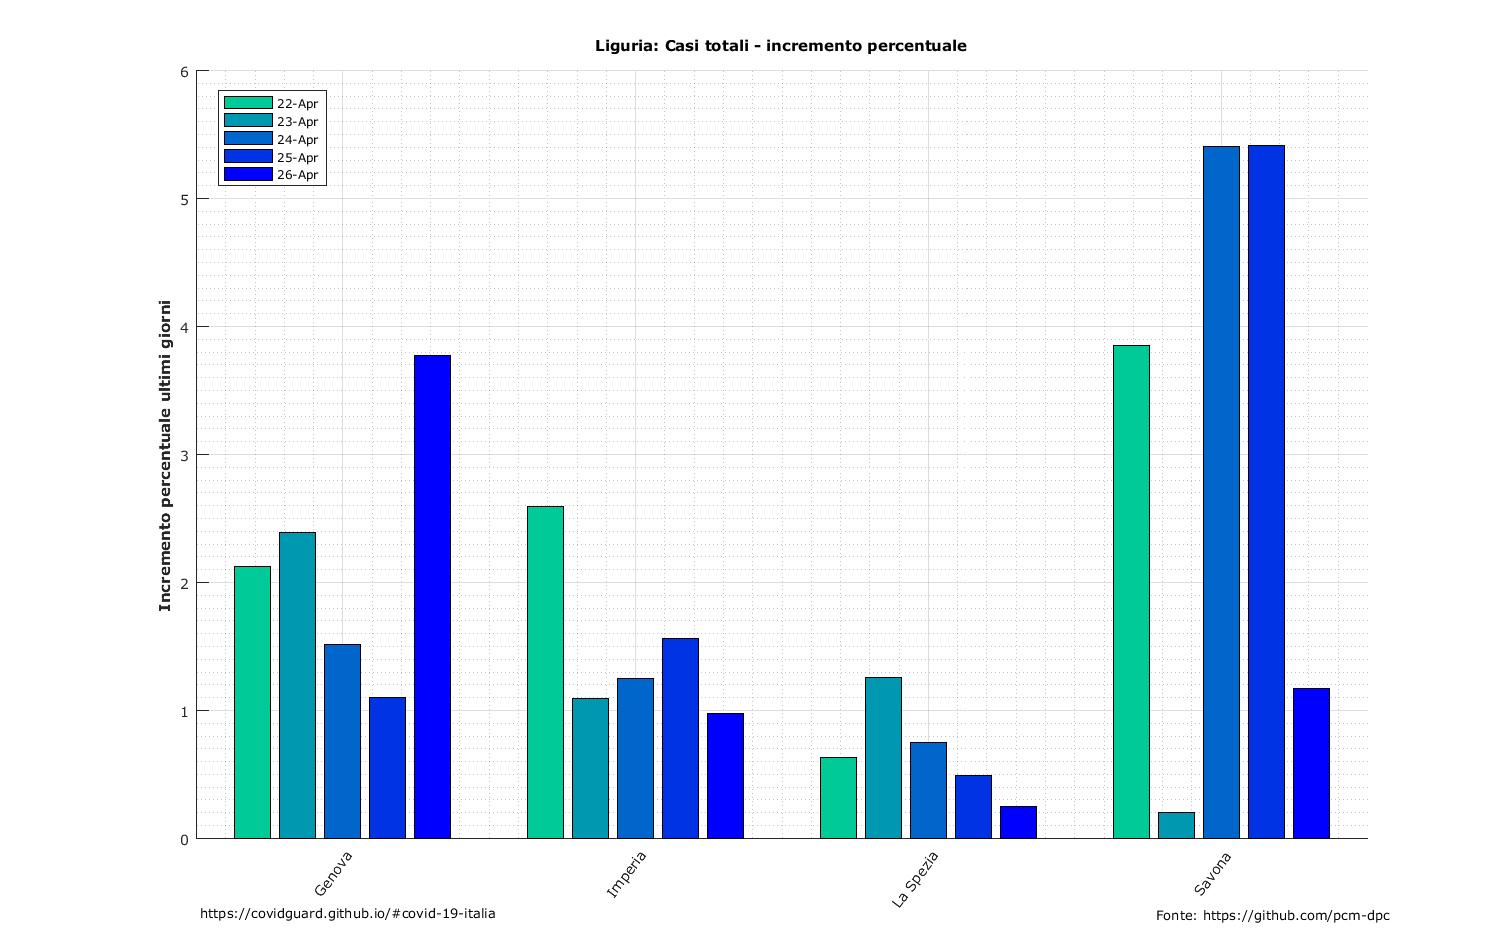 Liguria: Casi totali - incremento percentuale
6
5
4
3
2
1
0
22-Apr
23-Apr
24-Apr
25-Apr
26-Apr
Incremento percentuale ultimi giorni
Genova
Imperia
La Spezia
Savona
https://covidguard.github.io/#covid-19-italia
Fonte: https://github.com/pcm-dpc